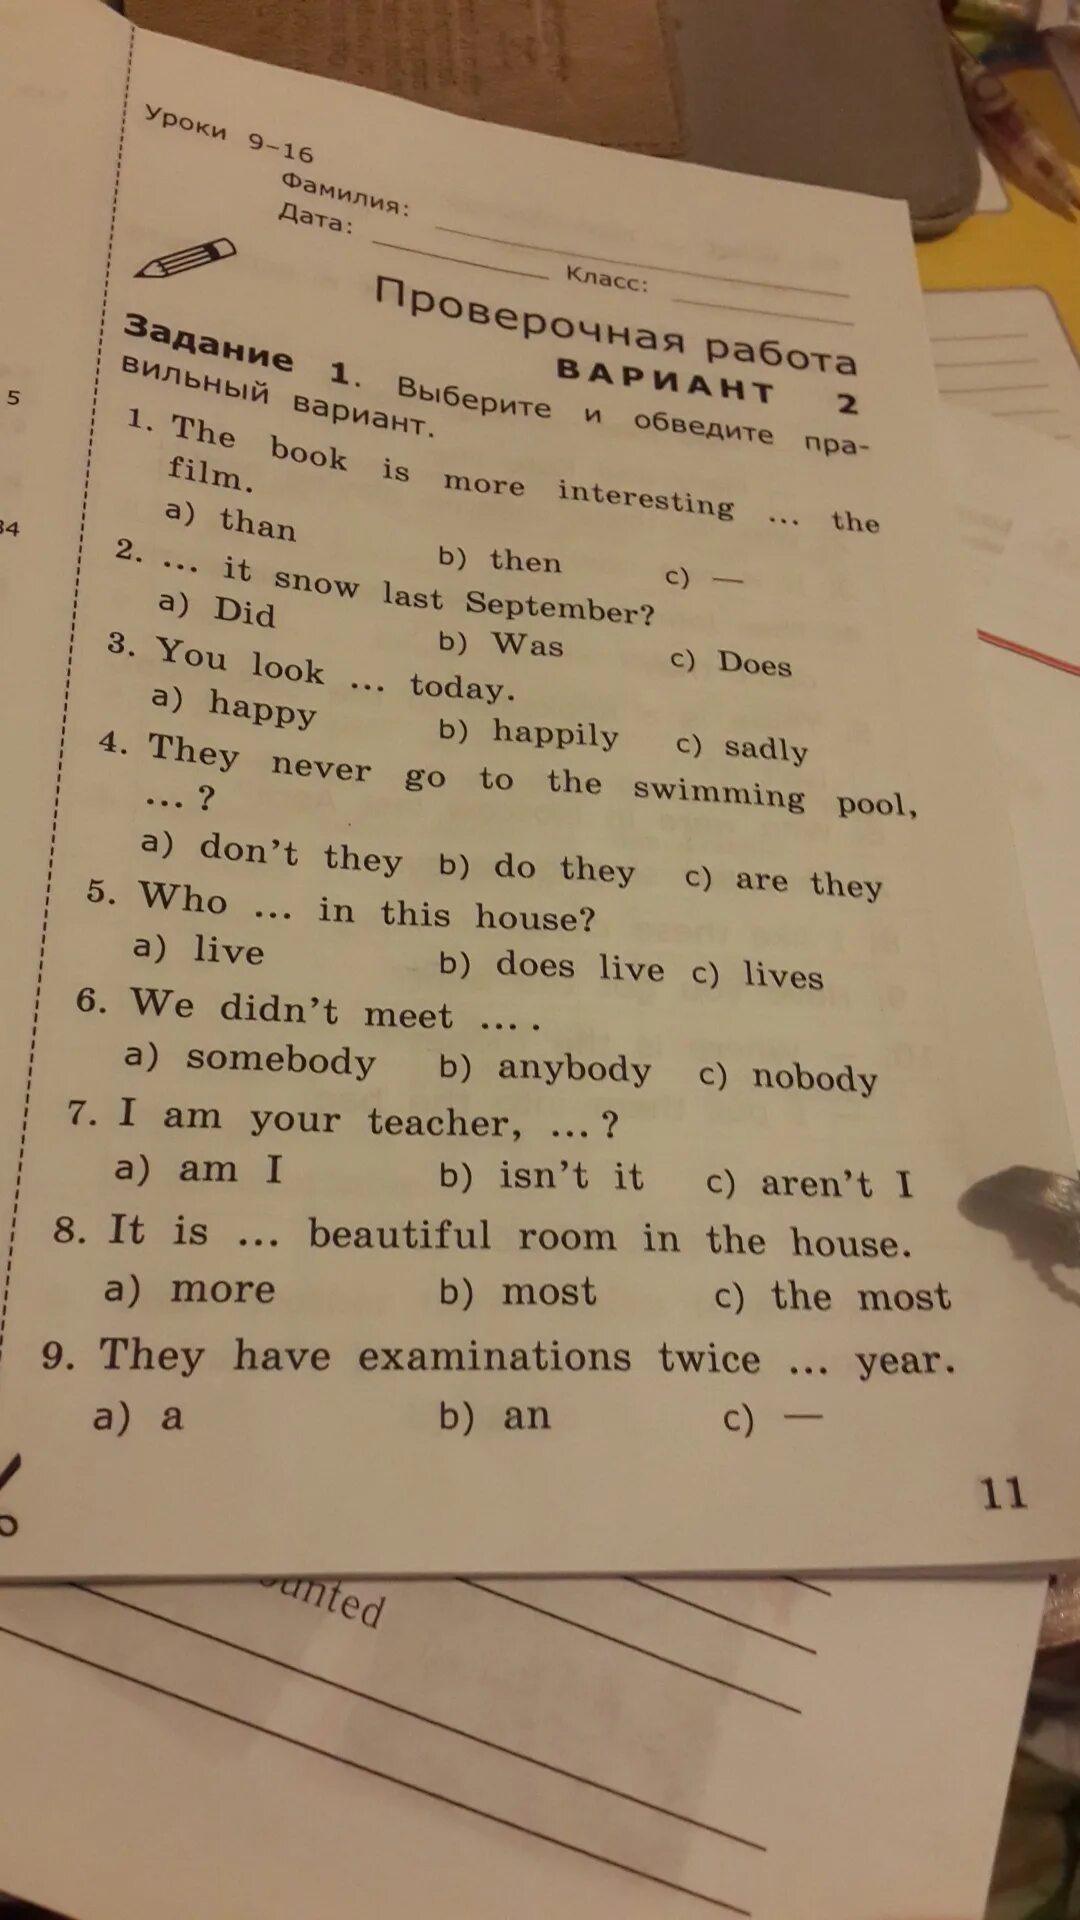 Уроки 9–16
Фамилия:
Дата:
Класс:
Проверочная работа
ВАРИАНТ 2
Задание 1. Выберите и обведите пра-
вильный вариант.
1. The book is more interesting ... the
film.
a) than b) then c) —
2. ... it snow last September?
a) Did b) Was c) Does
3. You look ... today.
a) happy b) happily c) sadly
4. They never go to the swimming pool,
... ?
a) don't they b) do they c) are they
5. Who ... in this house?
a) live b) does live c) lives
6. We didn't meet ... .
a) somebody b) anybody c) nobody
7. I am your teacher, ... ?
a) am I b) isn't it c) aren't I
8. It is ... beautiful room in the house.
a) more b) most c) the most
9. They have examinations twice ... year.
a) a b) an c) —
11
5
34
unted